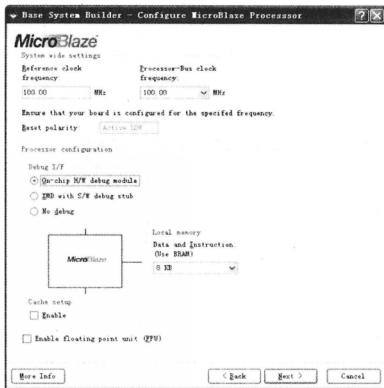 Base System Builder - Configure MicroBlaze Processsor
MicroBlaze
System wide settings
Reference clock frequency:
Processor-Bus clock frequency:
100.00 MHz
100.00 MHz
Ensure that your board is configured for the specifed frequency.
Reset polarity: Active LOW
Processor configuration
Debug I/F
On-chip H/W debug module
XMD with S/W debug stub
No debug
MicroBlaze
Local memory
Data and Instruction:
(Use BRAM)
8 KB
Cache setup
Enable
Enable floating point unit (FPU)
More Info
< Back
Next >
Cancel